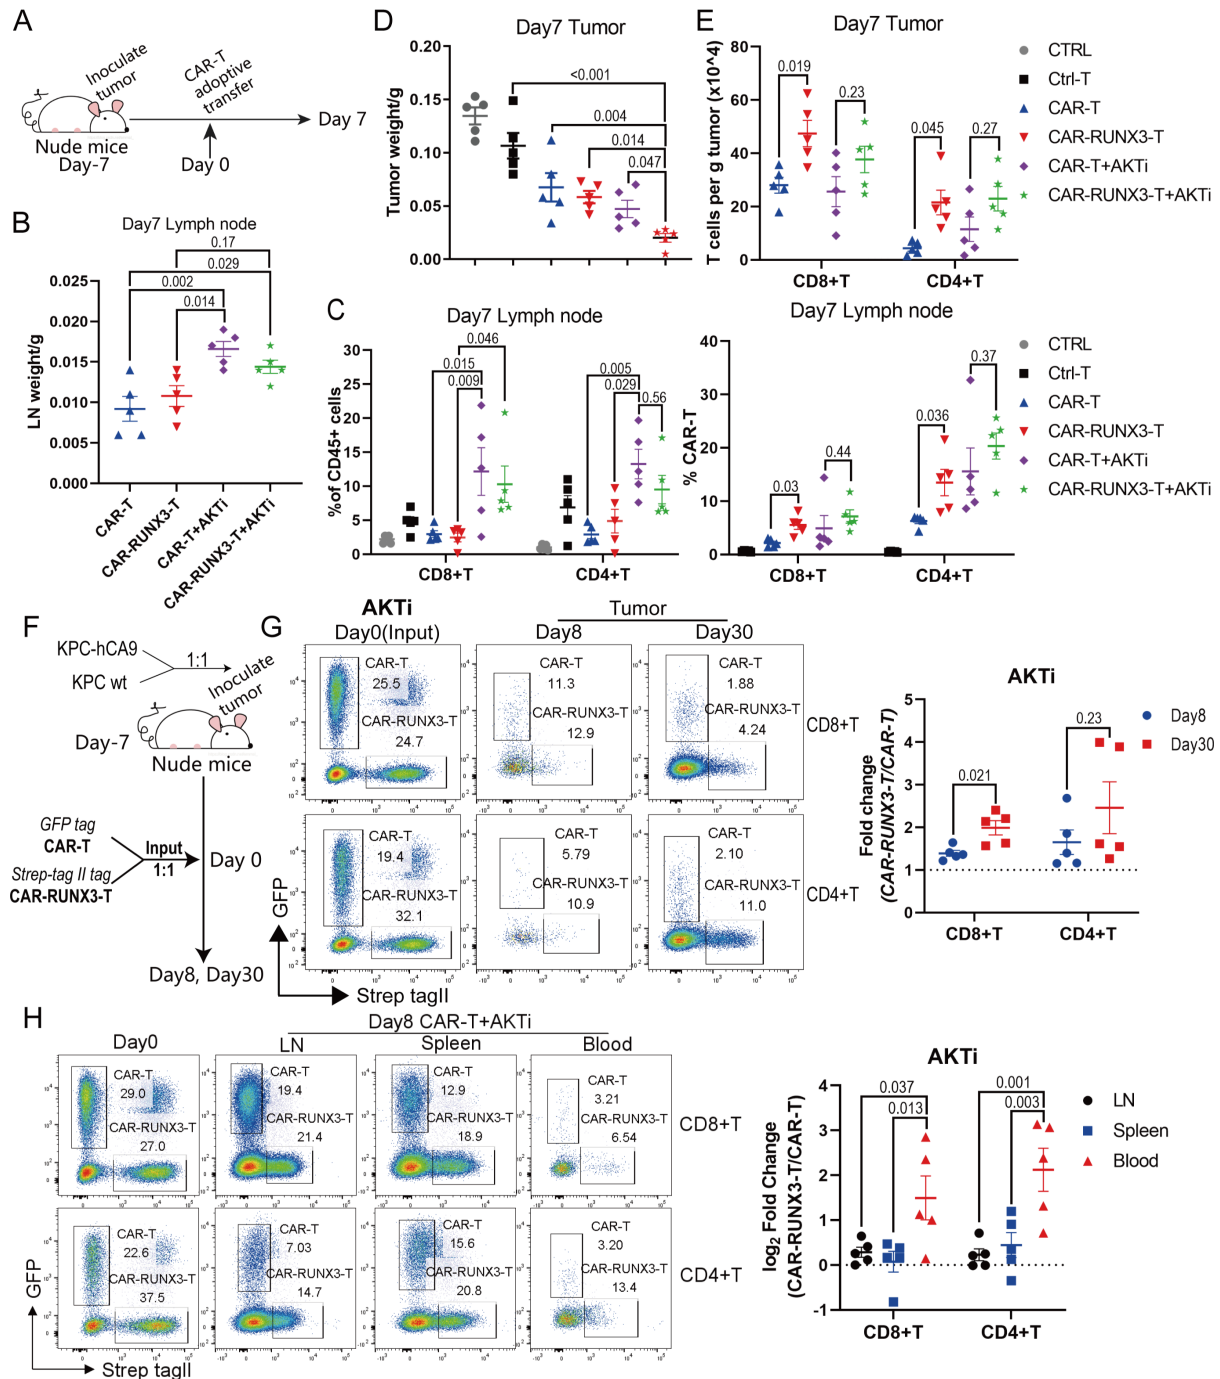 A
Inoculate
tumor
CAR-T
adoptive
transfer
Day 7
Nude mice
Day-7
Day 0
B
Day7 Lymph node
0.17
0.029
0.002
0.014
LN weight/g
0.025
0.020
0.015
0.010
0.005
0.000
CAR-T
CAR-RUNX3-T
CAR-T+AKTi
CAR-RUNX3-T+AKTi
D
Day7 Tumor
Tumor weight/g
0.20
0.15
0.10
0.05
0.00
<0.001
0.004
0.014
0.047
E
Day7 Tumor
T cells per g tumor (x10^4)
80
60
40
20
0
0.019
0.23
0.045
0.27
CD8+T
CD4+T
CTRL
Ctrl-T
CAR-T
CAR-RUNX3-T
CAR-T+AKTi
CAR-RUNX3-T+AKTi
C
Day7 Lymph node
%of CD45+ cells
30
25
20
15
10
5
0
0.046
0.015
0.009
0.005
0.029
0.56
CD8+T
CD4+T
Day7 Lymph node
% CAR-T
40
30
20
10
0
0.03
0.44
0.036
0.37
CD8+T
CD4+T
CTRL
Ctrl-T
CAR-T
CAR-RUNX3-T
CAR-T+AKTi
CAR-RUNX3-T+AKTi
F
KPC-hCA9
KPC wt
1:1
Inoculate
tumor
Day-7
Nude mice
GFP tag
CAR-T
Strep-tag II tag
CAR-RUNX3-T
Input
1:1
Day 0
Day8, Day30
G
AKTi
Day0(Input)
Tumor
Day8
Day30
CAR-T
25.5
CAR-RUNX3-T
24.7
CAR-T
11.3
CAR-RUNX3-T
12.9
CAR-T
1.88
CAR-RUNX3-T
4.24
CD8+T
CAR-T
19.4
CAR-RUNX3-T
32.1
CAR-T
5.79
CAR-RUNX3-T
10.9
CAR-T
2.10
CAR-RUNX3-T
11.0
CD4+T
GFP
Strep tagII
AKTi
Fold change
(CAR-RUNX3-T/CAR-T)
5
4
3
2
1
0
0.021
0.23
CD8+T
CD4+T
Day8
Day30
H
Day8 CAR-T+AKTi
Day0
LN
Spleen
Blood
CAR-T
29.0
CAR-RUNX3-T
27.0
CAR-T
19.4
CAR-RUNX3-T
21.4
CAR-T
12.9
CAR-RUNX3-T
18.9
CAR-T
3.21
CAR-RUNX3-T
6.54
CD8+T
CAR-T
22.6
CAR-RUNX3-T
37.5
CAR-T
7.03
CAR-RUNX3-T
14.7
CAR-T
15.6
CAR-RUNX3-T
20.8
CAR-T
3.20
CAR-RUNX3-T
13.4
CD4+T
GFP
Strep tagII
AKTi
log2 Fold Change
(CAR-RUNX3-T/CAR-T)
4
3
2
1
0
-1
0.037
0.013
0.001
0.003
CD8+T
CD4+T
LN
Spleen
Blood